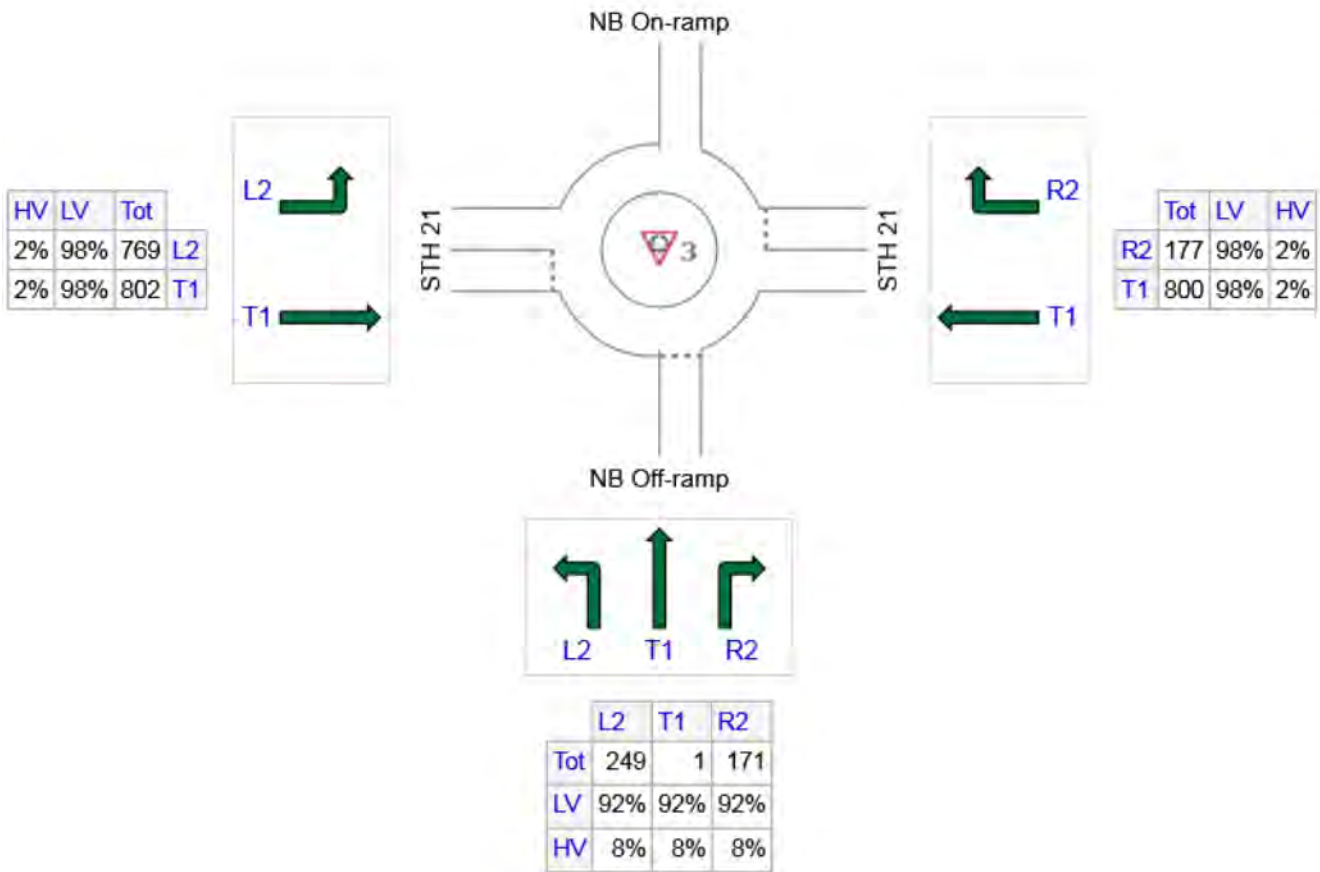 NB On-ramp
L2
T1
HV LV Tot
2% 98% 769 L2
2% 98% 802 T1
STH 21
3
STH 21
R2
T1
Tot LV HV
R2 177 98% 2%
T1 800 98% 2%
NB Off-ramp
L2 T1 R2
L2 T1 R2
Tot 249 1 171
LV 92% 92% 92%
HV 8% 8% 8%